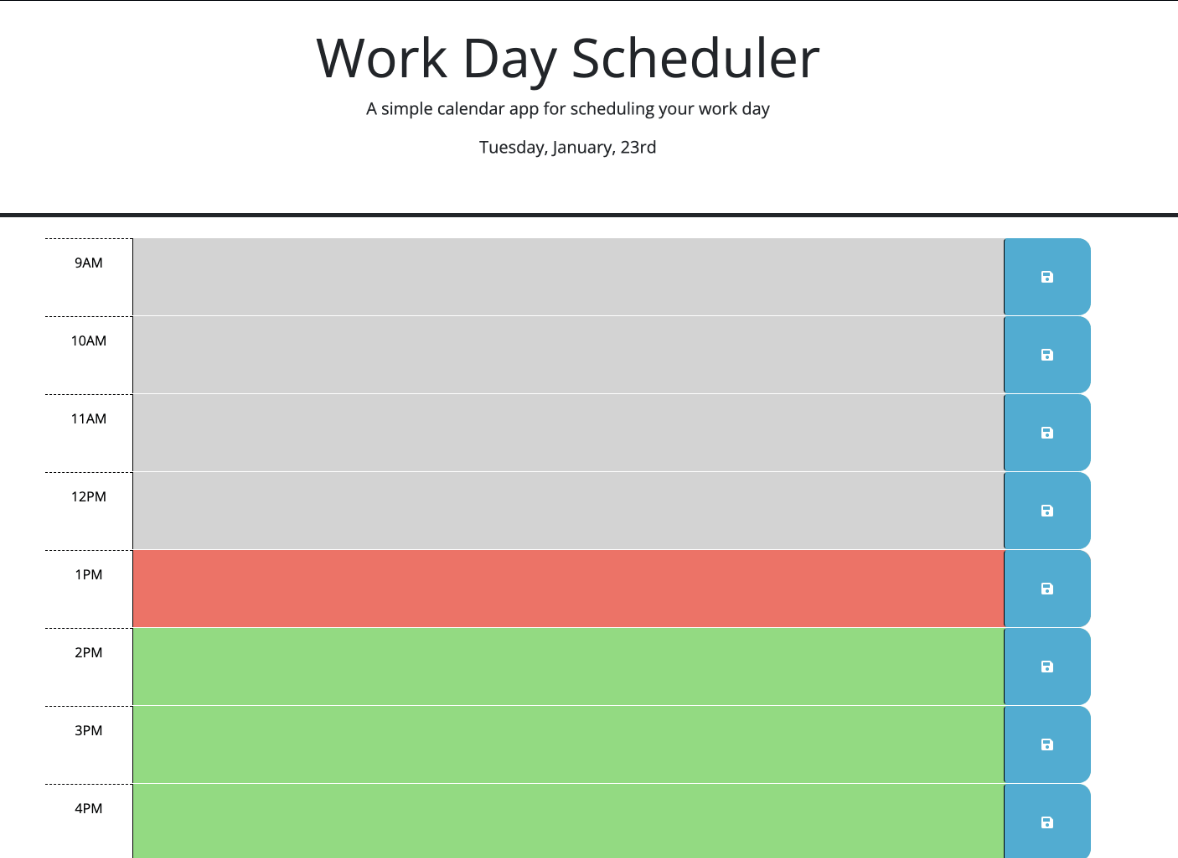 Work Day Scheduler
A simple calendar app for scheduling your work day
Tuesday, January, 23rd
9AM
10AM
11AM
12PM
1PM
2PM
3PM
4PM